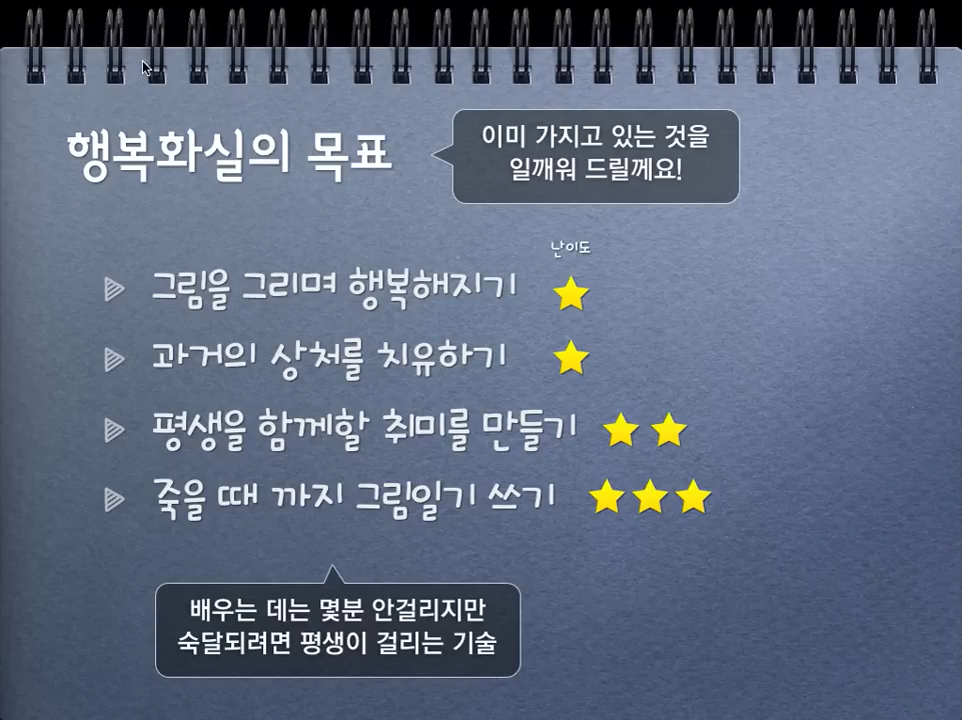 행복화실의 목표
이미 가지고 있는 것을
일깨워 드릴께요!
난이도
그림을 그리며 행복해지기
과거의 상처를 치유하기
평생을 함께할 취미를 만들기
죽을 때 까지 그림일기 쓰기
배우는 데는 몇분 안걸리지만
숙달되려면 평생이 걸리는 기술